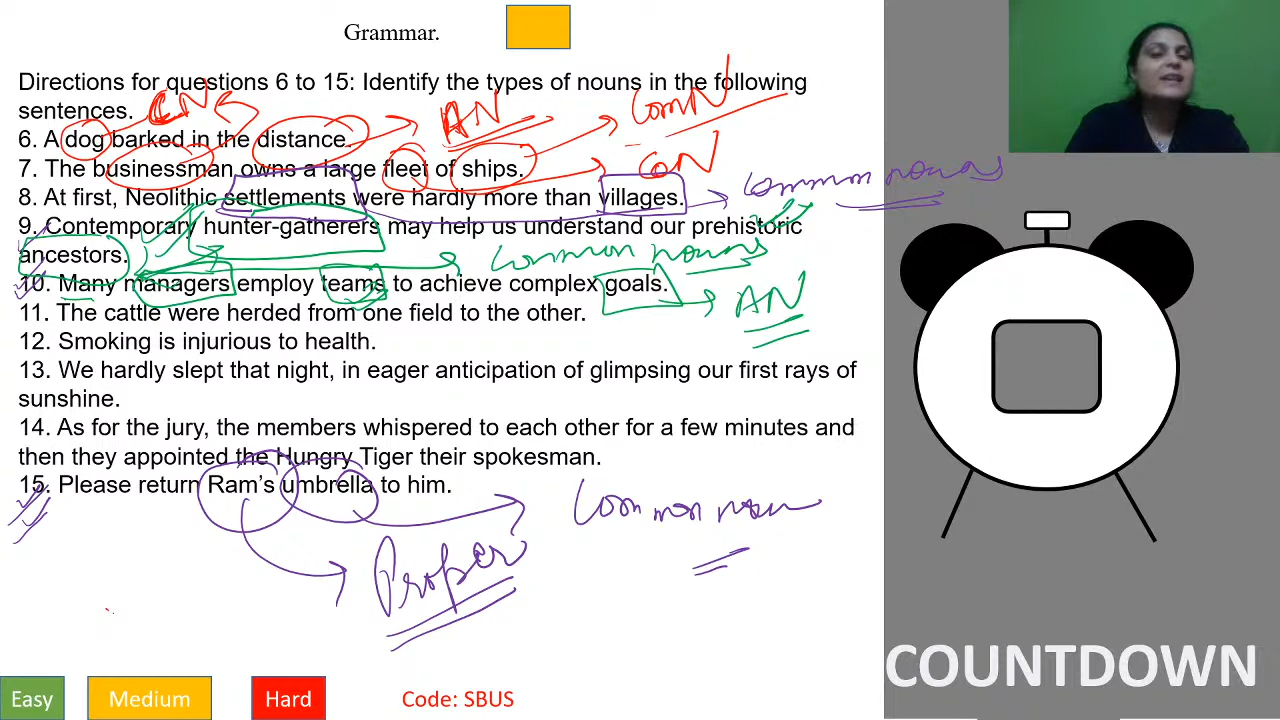 Grammar.
Directions for questions 6 to 15: Identify the types of nouns in the following
sentences.
CNs
AN
ComN
6. A dog barked in the distance.
7. The businessman owns a large fleet of ships.
CoN
8. At first, Neolithic settlements were hardly more than villages.
common nouns
9. Contemporary hunter-gatherers may help us understand our prehistoric
ancestors.
common nouns
10. Many managers employ teams to achieve complex goals.
AN
11. The cattle were herded from one field to the other.
12. Smoking is injurious to health.
13. We hardly slept that night, in eager anticipation of glimpsing our first rays of
sunshine.
14. As for the jury, the members whispered to each other for a few minutes and
then they appointed the Hungry Tiger their spokesman.
15. Please return Ram’s umbrella to him.
Common noun
Proper
COUNTDOWN
Easy
Medium
Hard
Code: SBUS